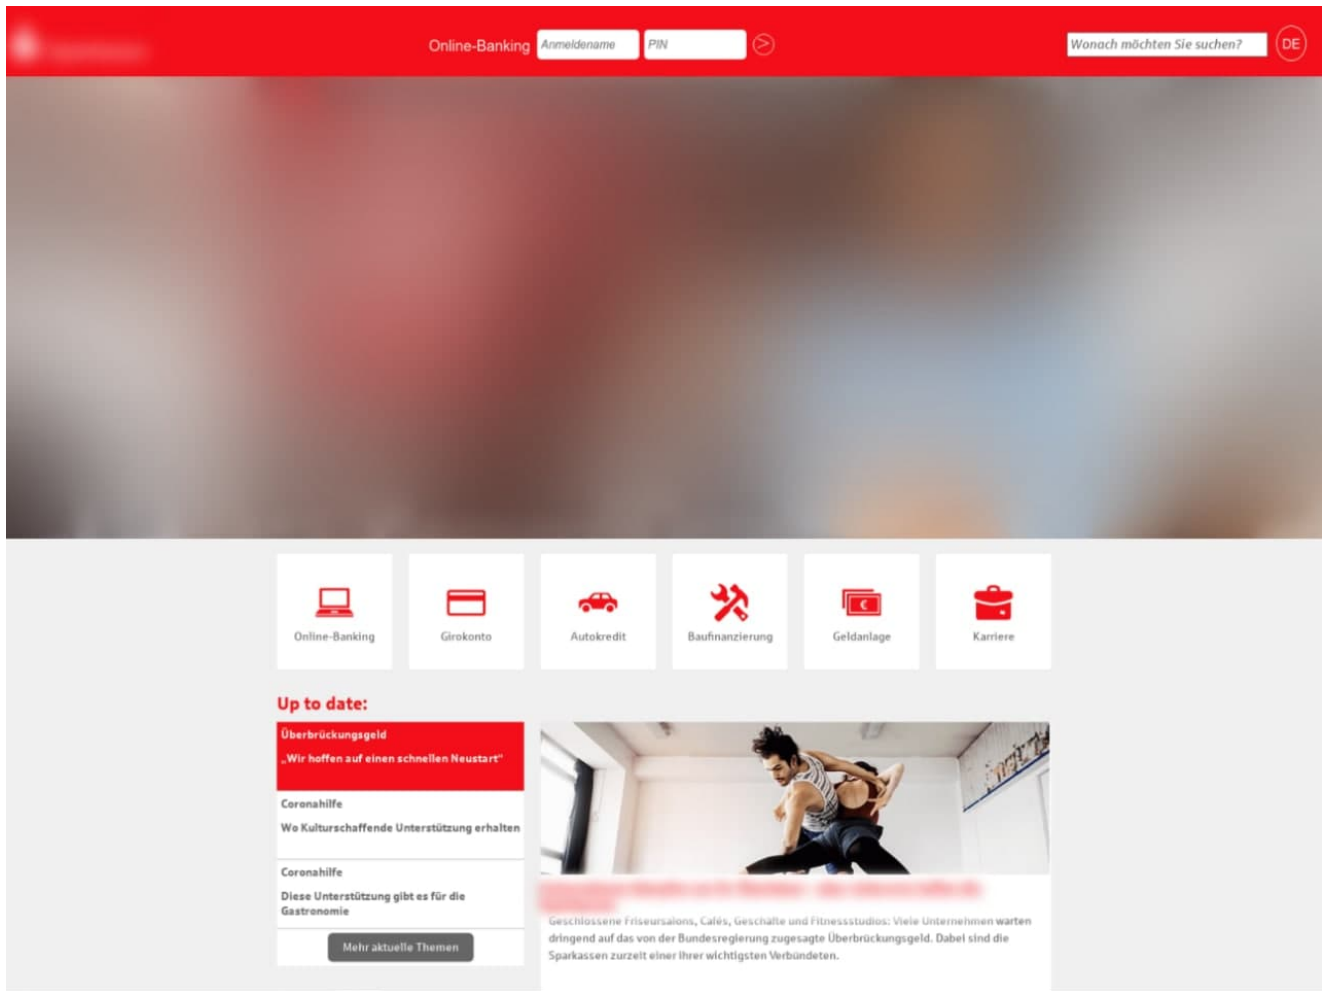 Online-Banking
Anmeldename
PIN
>
Wonach möchten Sie suchen?
DE
Online-Banking
Girokonto
Autokredit
Baufinanzierung
€
Geldanlage
Karriere
Up to date:
Überbrückungsgeld
„Wir hoffen auf einen schnellen Neustart“
Coronahilfe
Wo Kulturschaffende Unterstützung erhalten
Coronahilfe
Diese Unterstützung gibt es für die
Gastronomie
Mehr aktuelle Themen
Geschlossene Friseursalons, Cafés, Geschäfte und Fitnessstudios: Viele Unternehmen warten
dringend auf das von der Bundesregierung zugesagte Überbrückungsgeld. Dabei sind die
Sparkassen zurzeit einer ihrer wichtigsten Verbündeten.